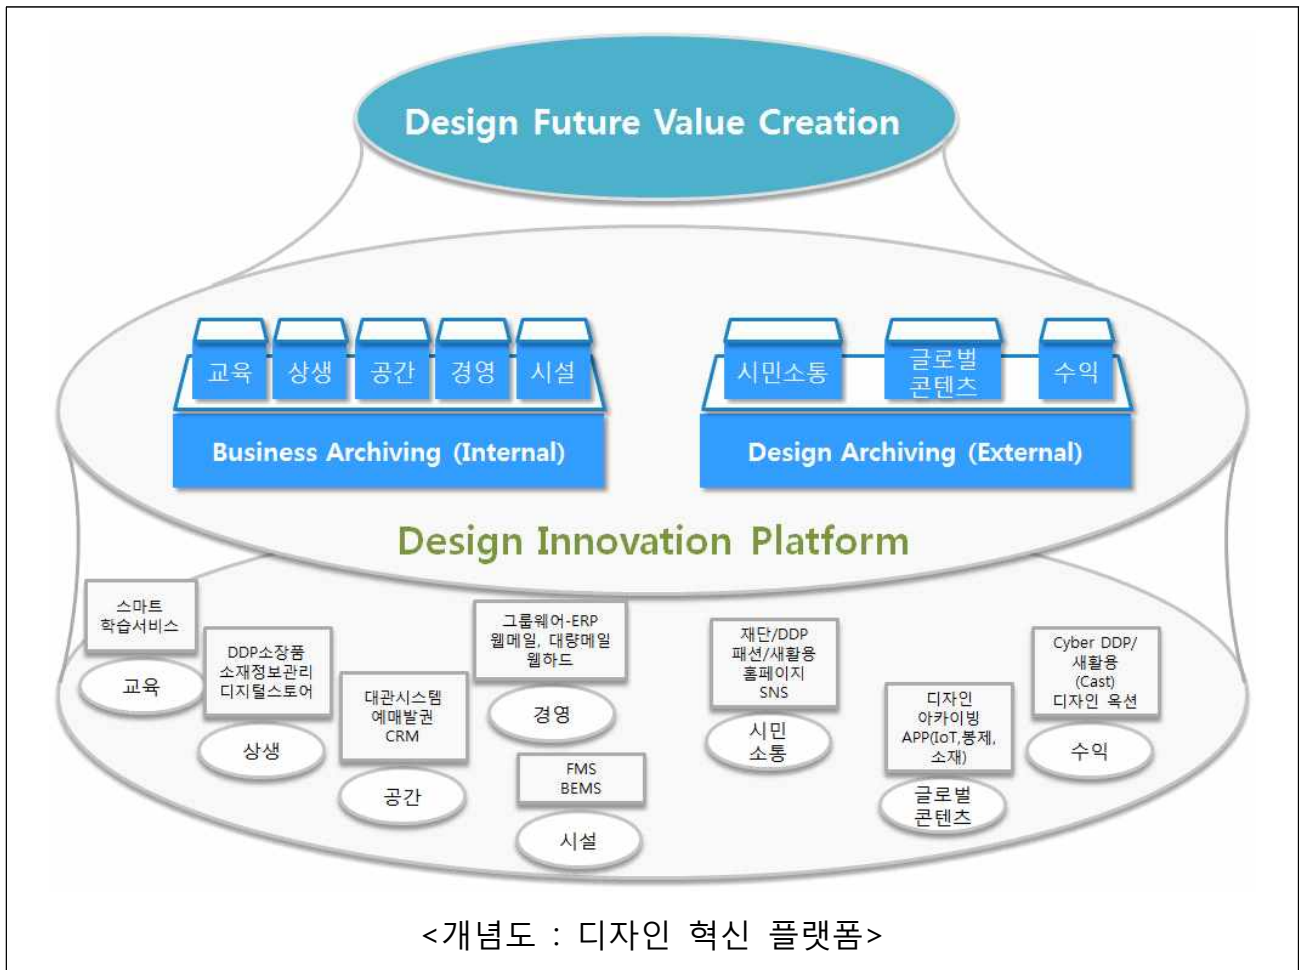 Design Future Value Creation
교육
상생
공간
경영
시설
시민소통
글로벌
콘텐츠
수익
Business Archiving (Internal)
Design Archiving (External)
Design Innovation Platform
스마트
학습서비스
교육
DDP소장품
소재정보관리
디지털스토어
상생
대관시스템
예매발권
CRM
공간
그룹웨어-ERP
웹메일, 대량메일
웹하드
경영
FMS
BEMS
시설
재단/DDP
패션/새활용
홈페이지
SNS
시민
소통
디자인
아카이빙
APP(IoT,봉제,
소재)
글로벌
콘텐츠
Cyber DDP/
새활용
(Cast)
디자인 옥션
수익
<개념도 : 디자인 혁신 플랫폼>